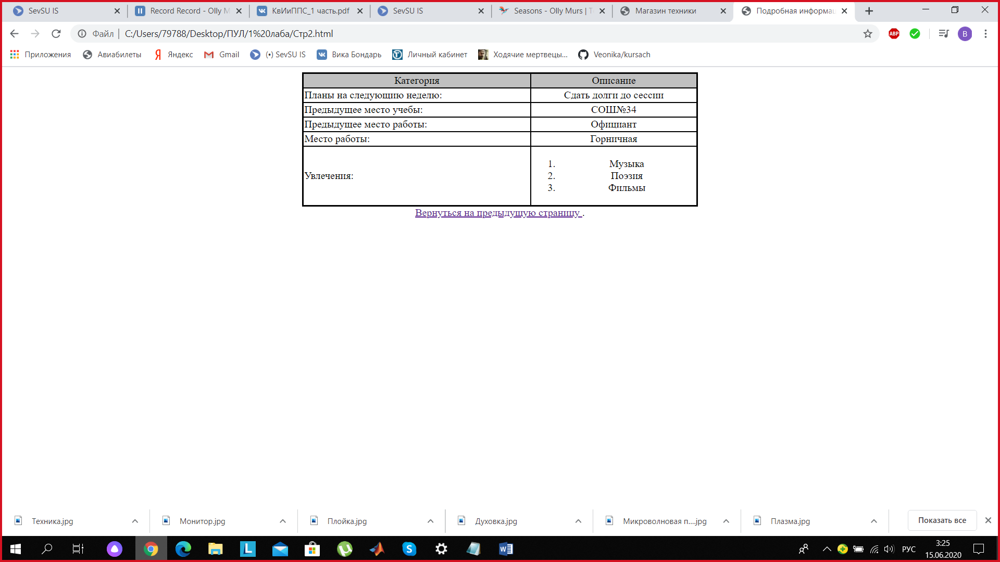 SevSU IS
Record Record - Olly M
КвИиППС_1 часть.pdf
SevSU IS
Seasons - Olly Murs | T
Магазин техники
Подробная информац
Файл
C:/Users/79788/Desktop/ПУЛ/1%20лаба/Стр2.html
ABP
B
Приложения
Авиабилеты
Яндекс
Gmail
(•) SevSU IS
Вика Бондарь
Личный кабинет
Ходячие мертвецы...
Veonika/kursach
Категория Описание
Планы на следующию неделю: Сдать долги до сессии
Предыдущее место учебы: СОШ№34
Предыдущее место работы: Официант
Место работы: Горничная
Увлечения:
1. Музыка
2. Поэзия
3. Фильмы
Вернуться на предыдущую страницу .
Техника.jpg
Монитор.jpg
Плойка.jpg
Духовка.jpg
Микроволновая п....jpg
Плазма.jpg
Показать все
РУС
3:25
15.06.2020